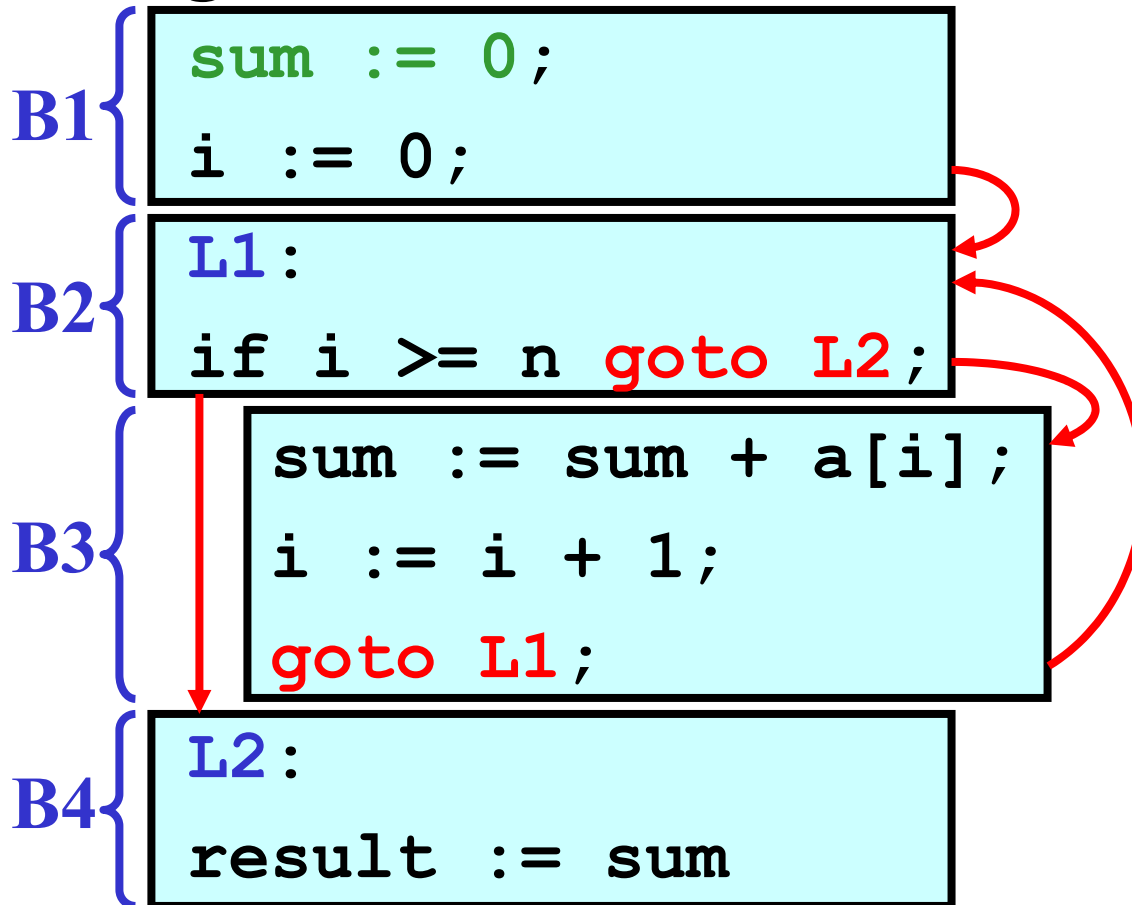 B1
sum := 0;
i := 0;
B2
L1:
if i >= n goto L2;
B3
sum := sum + a[i];
i := i + 1;
goto L1;
B4
L2:
result := sum